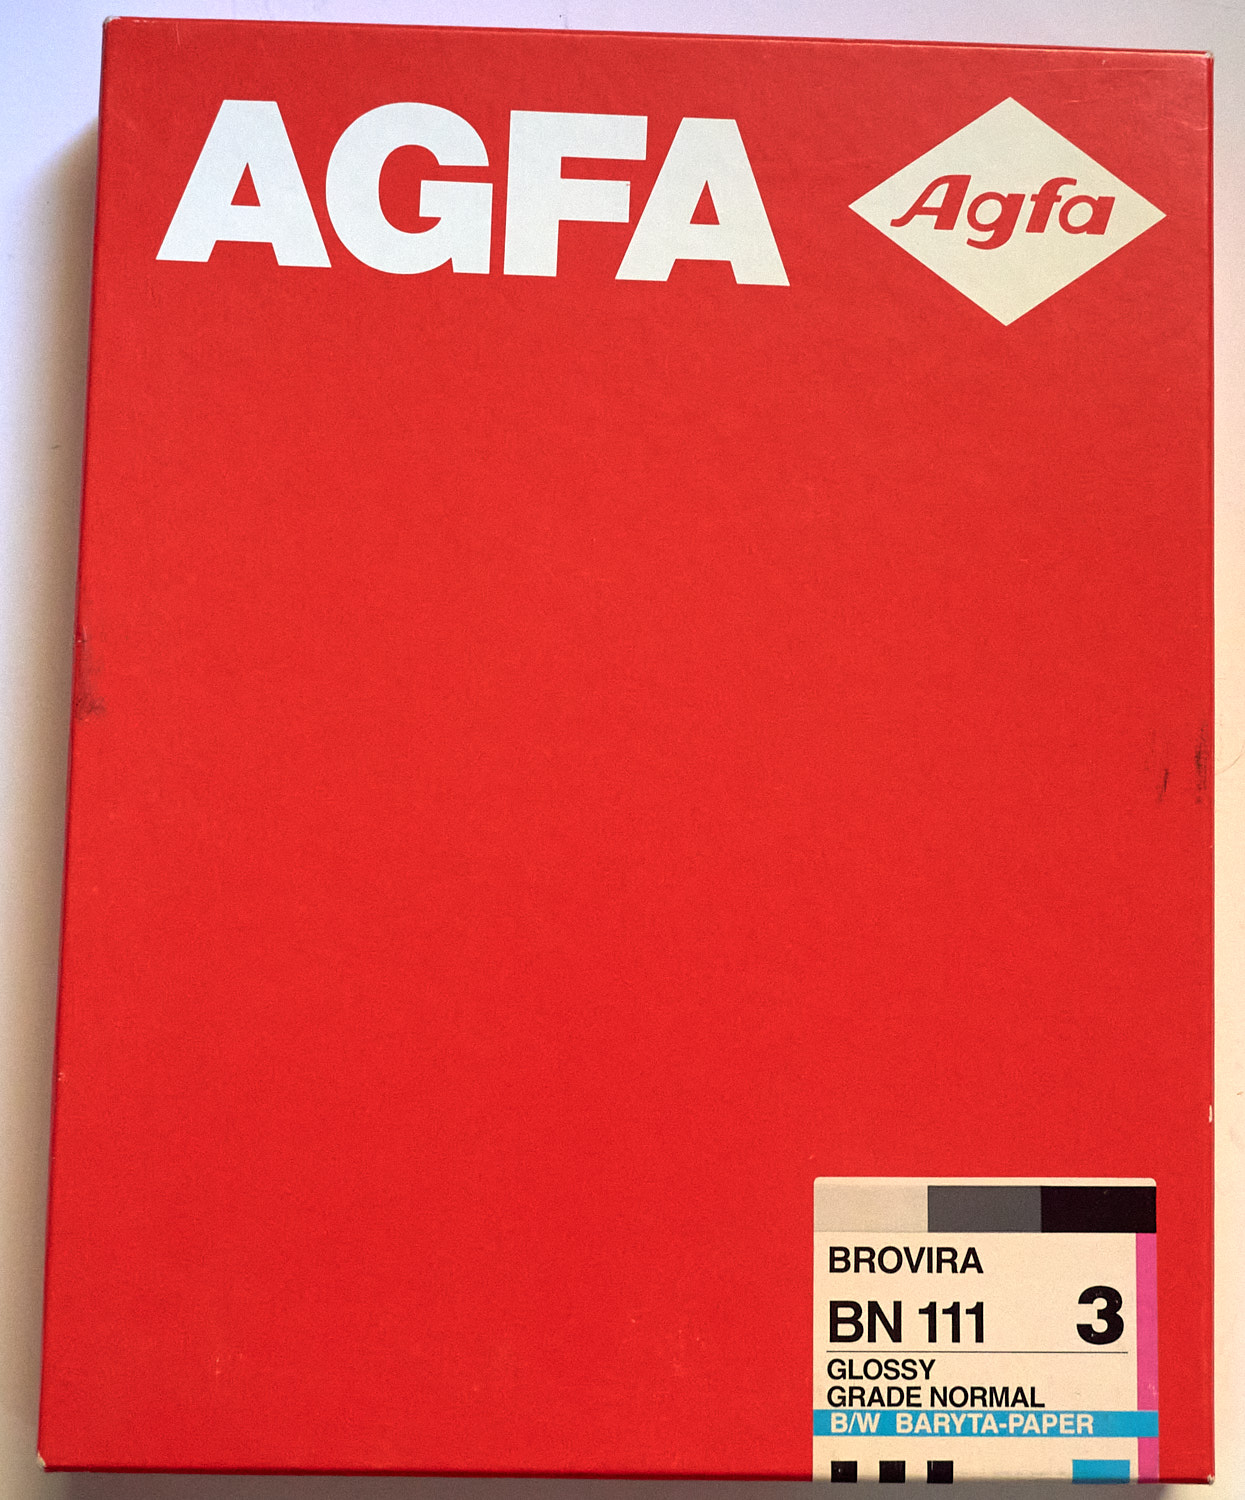 AGFA
Agfa
BROVIRA
BN 111 3
GLOSSY
GRADE NORMAL
B/W BARYTA-PAPER